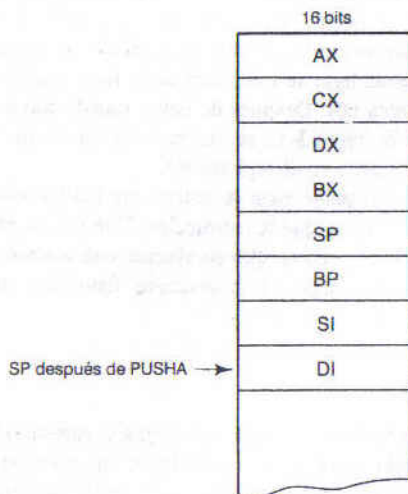 16 bits
AX
CX
DX
BX
SP
BP
SI
SP después de PUSHA
DI